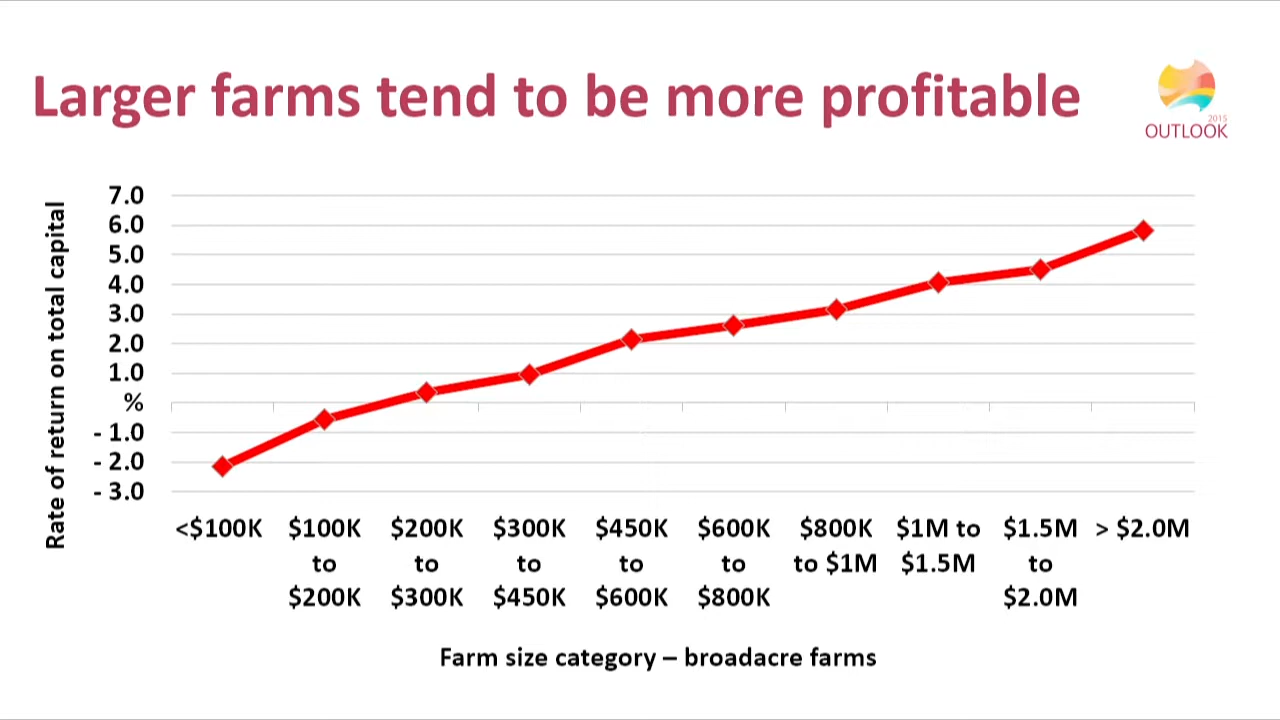 Larger farms tend to be more profitable
2015
OUTLOOK
Rate of return on total capital
7.0
6.0
5.0
4.0
3.0
2.0
1.0
%
- 1.0
- 2.0
- 3.0
<$100K
$100K to $200K
$200K to $300K
$300K to $450K
$450K to $600K
$600K to $800K
$800K to $1M
$1M to $1.5M
$1.5M to $2.0M
> $2.0M
Farm size category – broadacre farms